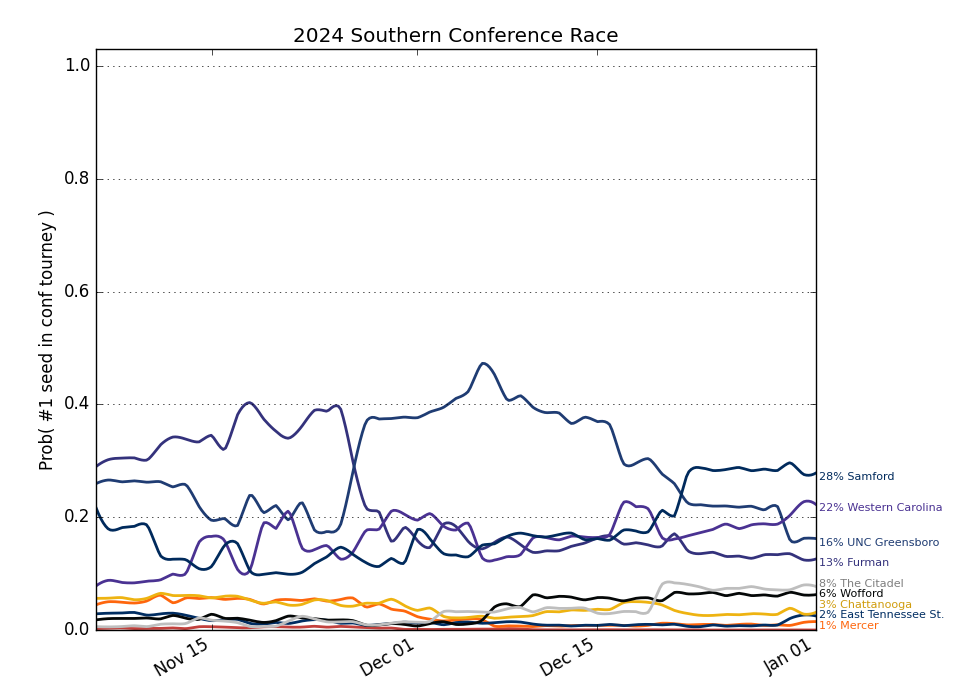 2024 Southern Conference Race
Prob( #1 seed in conf tourney )
1.0
0.8
0.6
0.4
0.2
0.0
28% Samford
22% Western Carolina
16% UNC Greensboro
13% Furman
8% The Citadel
6% Wofford
3% Chattanooga
2% East Tennessee St.
1% Mercer
Nov 15
Dec 01
Dec 15
Jan 01